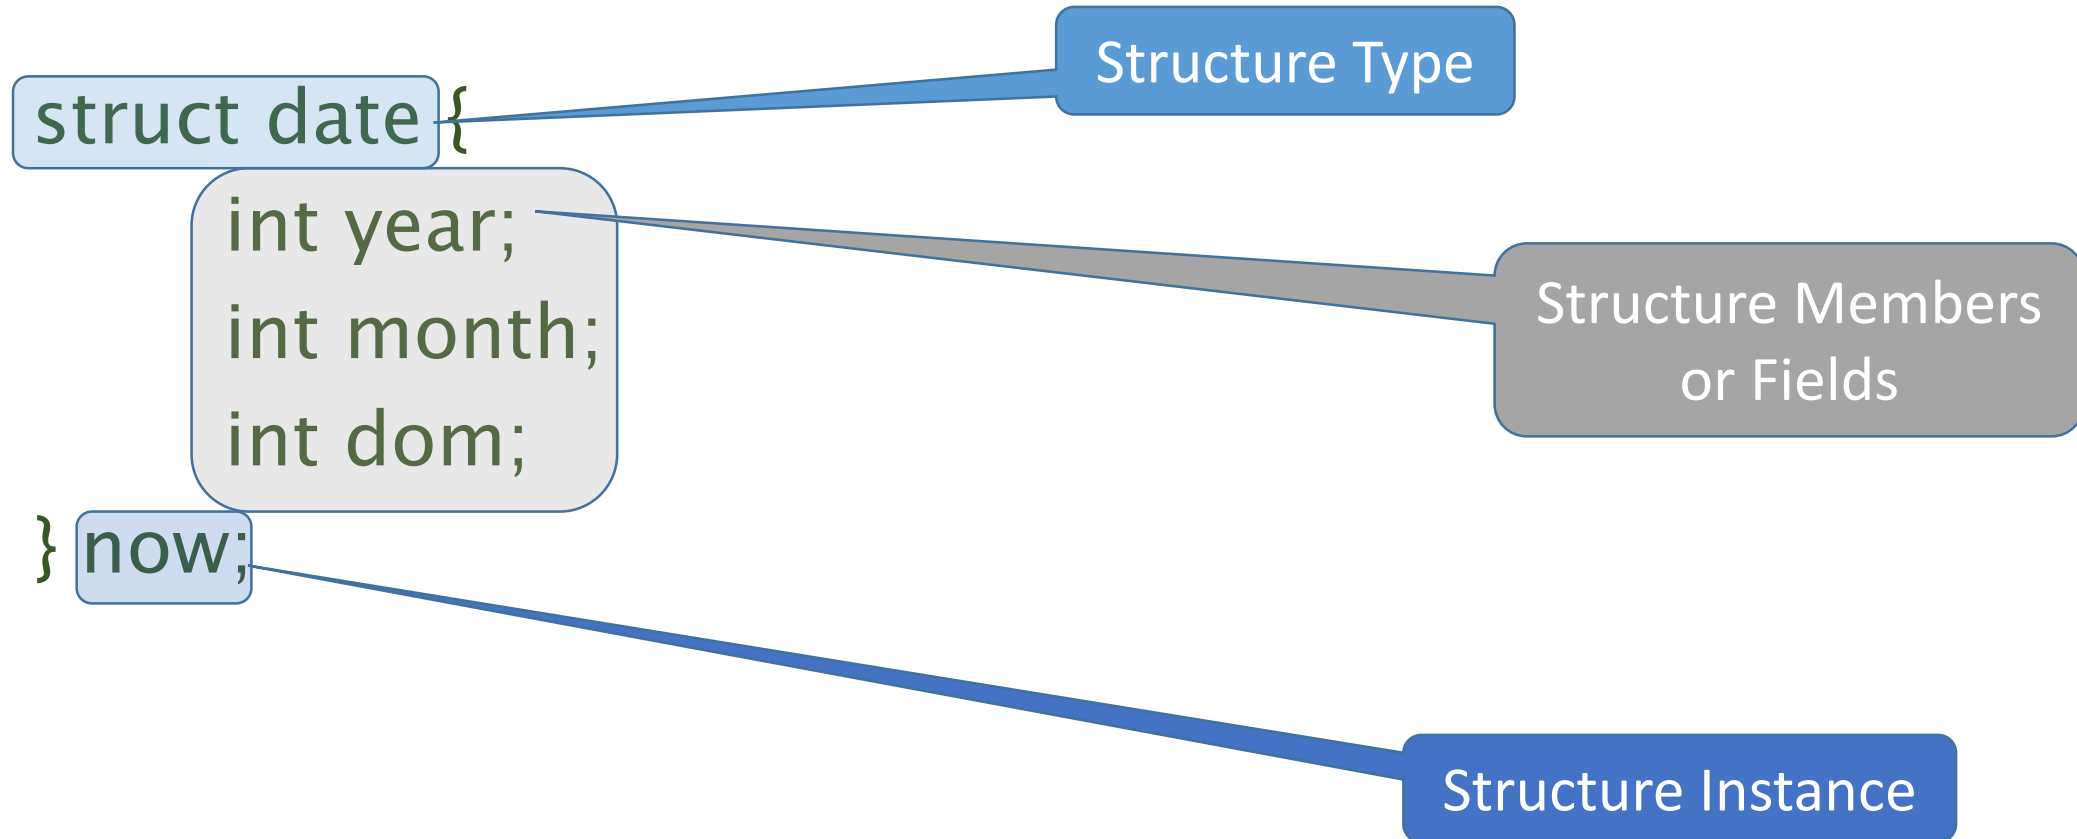 Structure Type
struct date {
int year;
int month;
int dom;
} now;
Structure Members
or Fields
Structure Instance